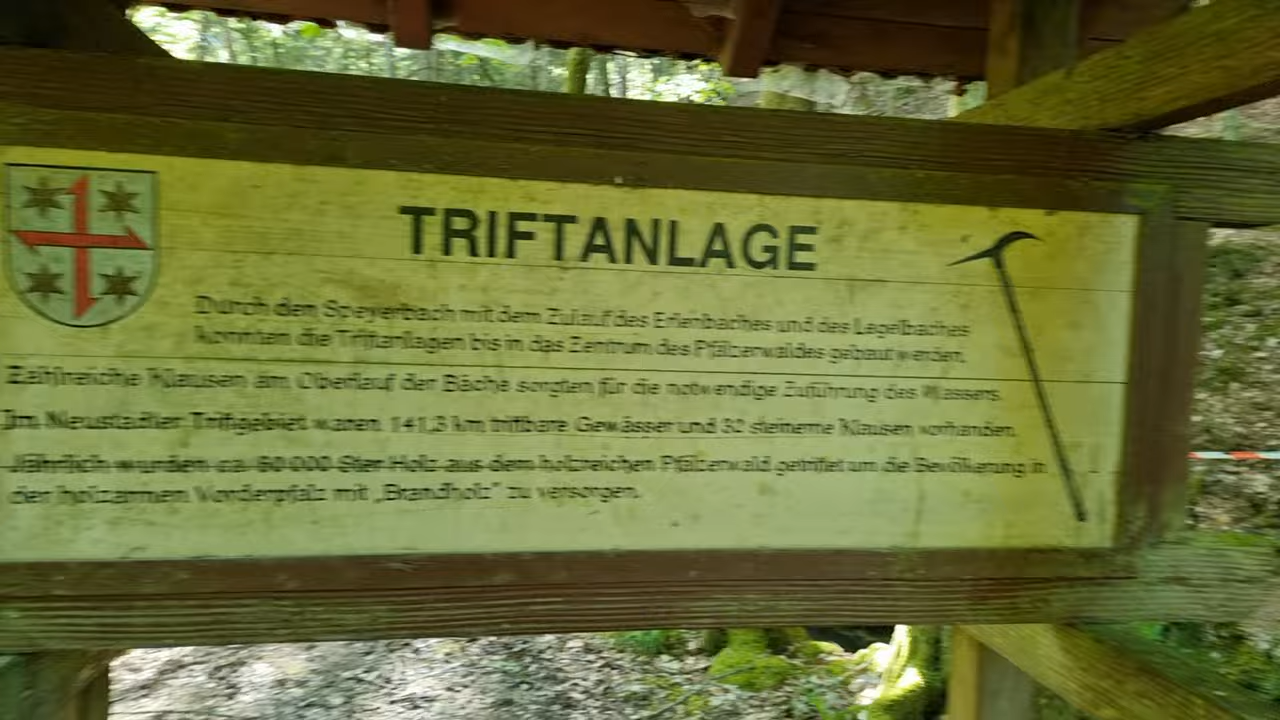 TRIFTANLAGE
Durch den Speyerbach mit dem Zulauf des Erlenbaches und des Legelbaches
konnten die Triftanlagen bis in das Zentrum des Pfälzerwaldes gebaut werden.
Zahlreiche Klausen am Oberlauf der Bäche sorgten für die notwendige Zuführung des Wassers.
Im Neustadter Triftgebiet waren 141,3 km triftbare Gewässer und 32 steinerne Klausen vorhanden.
Jährlich wurden ca. 60 000 Ster Holz aus dem holzreichen Pfälzerwald getriftet um die Bevölkerung in
der holzarmen Vorderpfalz mit „Brandholz" zu versorgen.